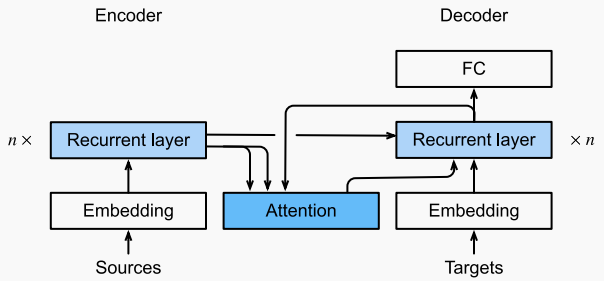 Encoder
Decoder
FC
n ×
Recurrent layer
Recurrent layer
× n
Embedding
Attention
Embedding
Sources
Targets